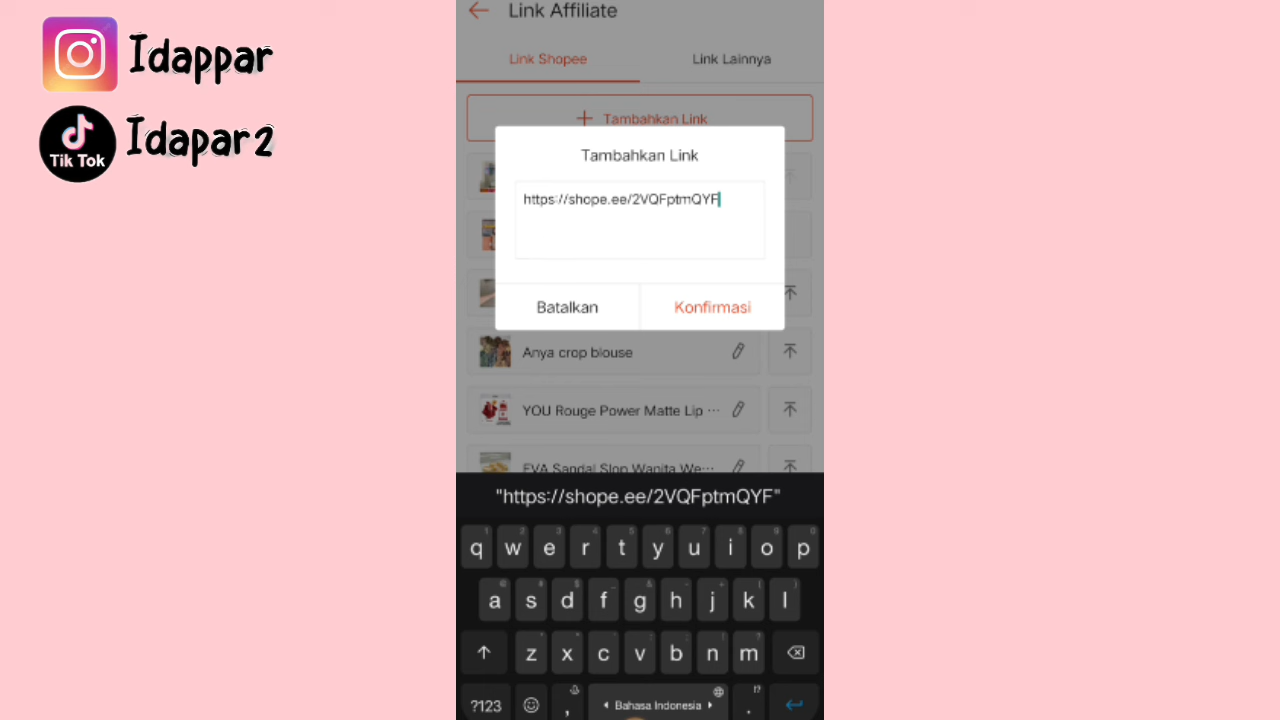 Idappar
Tik Tok
Idapar2
Link Affiliate
Link Shopee
Link Lainnya
Tambahkan Link
Tambahkan Link
https://shope.ee/2VQFptmQYF
Batalkan
Konfirmasi
Anya crop blouse
YOU Rouge Power Matte Lip ···
EVA Sandal Slop Wanita We···
"https://shope.ee/2VQFptmQYF"
q w e r t y u i o p
a s d f g h j k l
z x c v b n m
?123 , Bahasa Indonesia .